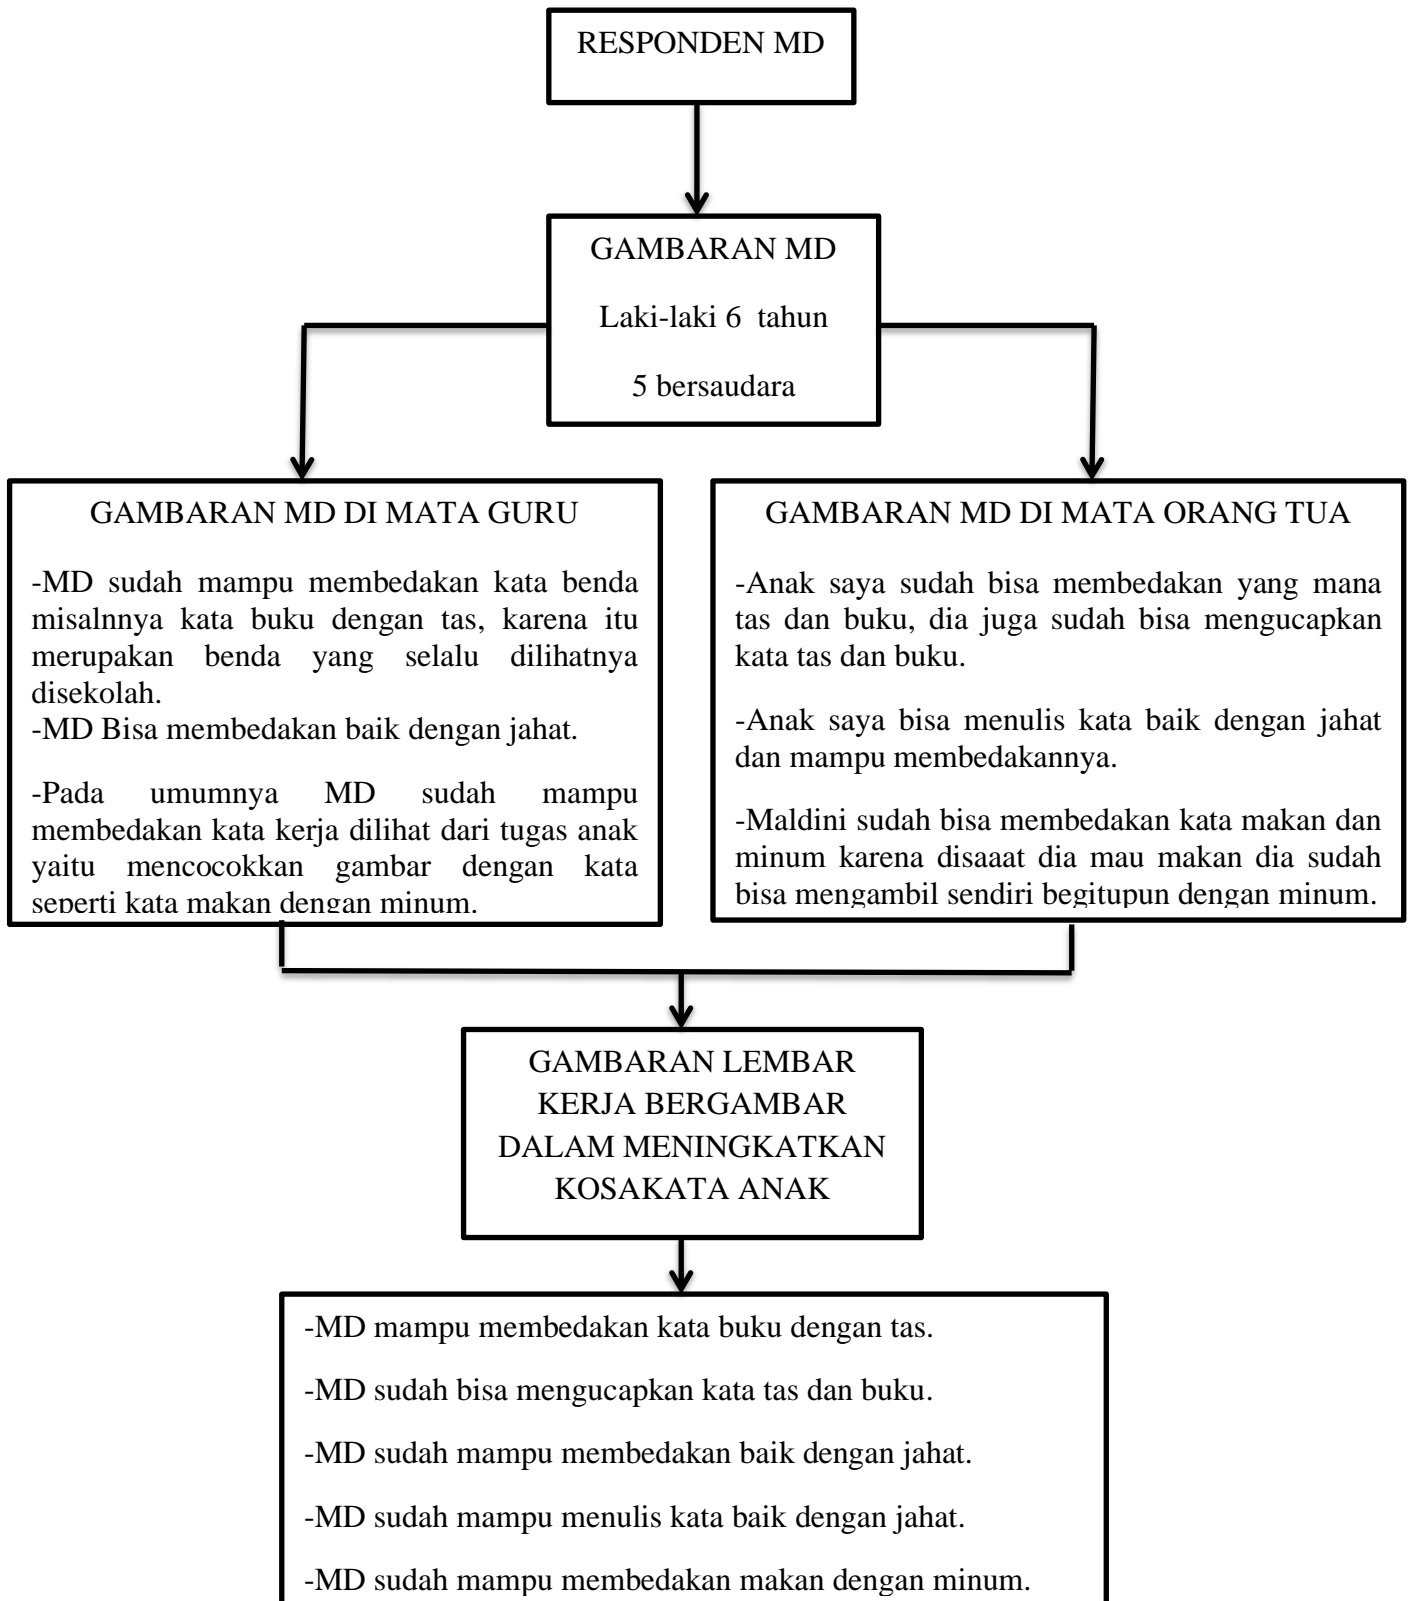 RESPONDEN MD
GAMBARAN MD
Laki-laki 6 tahun
5 bersaudara
GAMBARAN MD DI MATA GURU
-MD sudah mampu membedakan kata benda
misalnnya kata buku dengan tas, karena itu
merupakan benda yang selalu dilihatnya
disekolah.
-MD Bisa membedakan baik dengan jahat.
-Pada umumnya MD sudah mampu
membedakan kata kerja dilihat dari tugas anak
yaitu mencocokkan gambar dengan kata
seperti kata makan dengan minum.
GAMBARAN MD DI MATA ORANG TUA
-Anak saya sudah bisa membedakan yang mana
tas dan buku, dia juga sudah bisa mengucapkan
kata tas dan buku.
-Anak saya bisa menulis kata baik dengan jahat
dan mampu membedakannya.
-Maldini sudah bisa membedakan kata makan dan
minum karena disaaat dia mau makan dia sudah
bisa mengambil sendiri begitupun dengan minum.
GAMBARAN LEMBAR
KERJA BERGAMBAR
DALAM MENINGKATKAN
KOSAKATA ANAK
-MD mampu membedakan kata buku dengan tas.
-MD sudah bisa mengucapkan kata tas dan buku.
-MD sudah mampu membedakan baik dengan jahat.
-MD sudah mampu menulis kata baik dengan jahat.
-MD sudah mampu membedakan makan dengan minum.